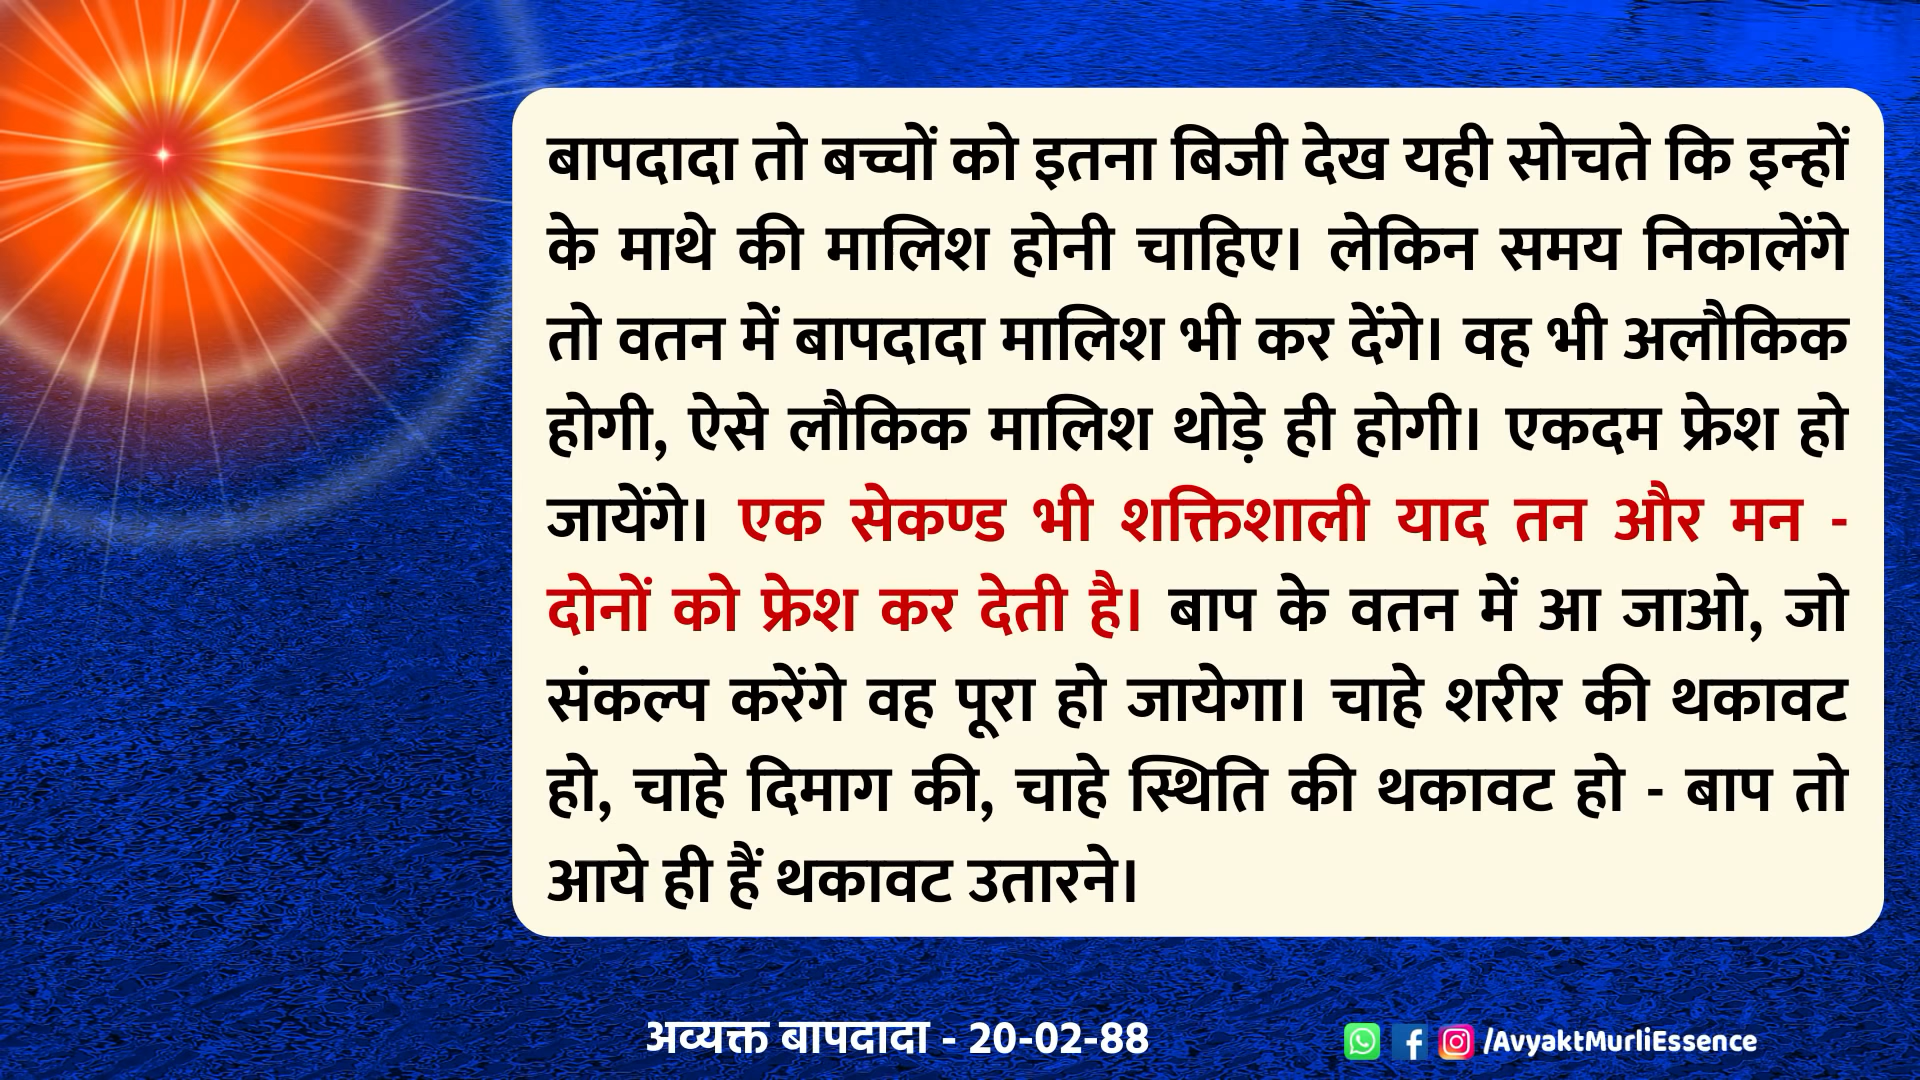 बापदादा तो बच्चों को इतना बिजी देख यही सोचते कि इन्हों
के माथे की मालिश होनी चाहिए। लेकिन समय निकालेंगे
तो वतन में बापदादा मालिश भी कर देंगे। वह भी अलौकिक
होगी, ऐसे लौकिक मालिश थोड़े ही होगी। एकदम फ्रेश हो
जायेंगे। एक सेकण्ड भी शक्तिशाली याद तन और मन -
दोनों को फ्रेश कर देती है। बाप के वतन में आ जाओ, जो
संकल्प करेंगे वह पूरा हो जायेगा। चाहे शरीर की थकावट
हो, चाहे दिमाग की, चाहे स्थिति की थकावट हो - बाप तो
आये ही हैं थकावट उतारने।
अव्यक्त बापदादा - 20-02-88
/AvyaktMurliEssence